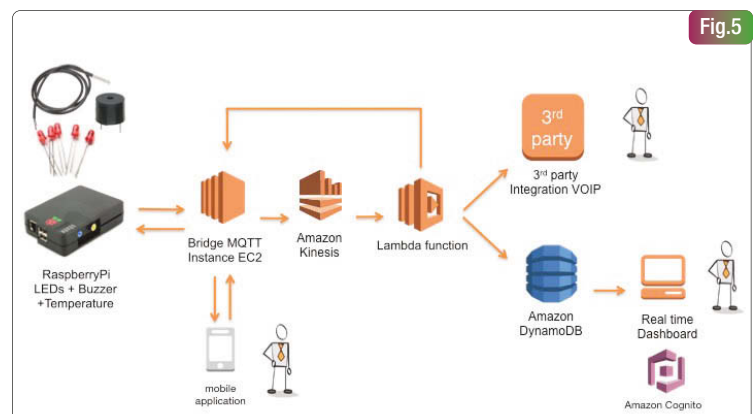 Fig.5
3rd
party
3rd party
Integration VOIP
Bridge MQTT
Instance EC2
Amazon
Kinesis
Lambda function
RaspberryPi
LEDs + Buzzer
+Temperature
Amazon
DynamoDB
Real time
Dashboard
mobile
application
Amazon Cognito